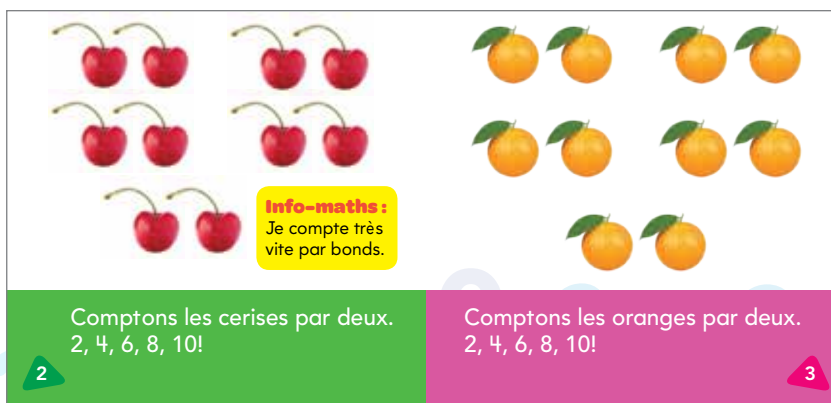 Info-maths :
Je compte très
vite par bonds.
Comptons les cerises par deux.
2, 4, 6, 8, 10!
2
Comptons les oranges par deux.
2, 4, 6, 8, 10!
3